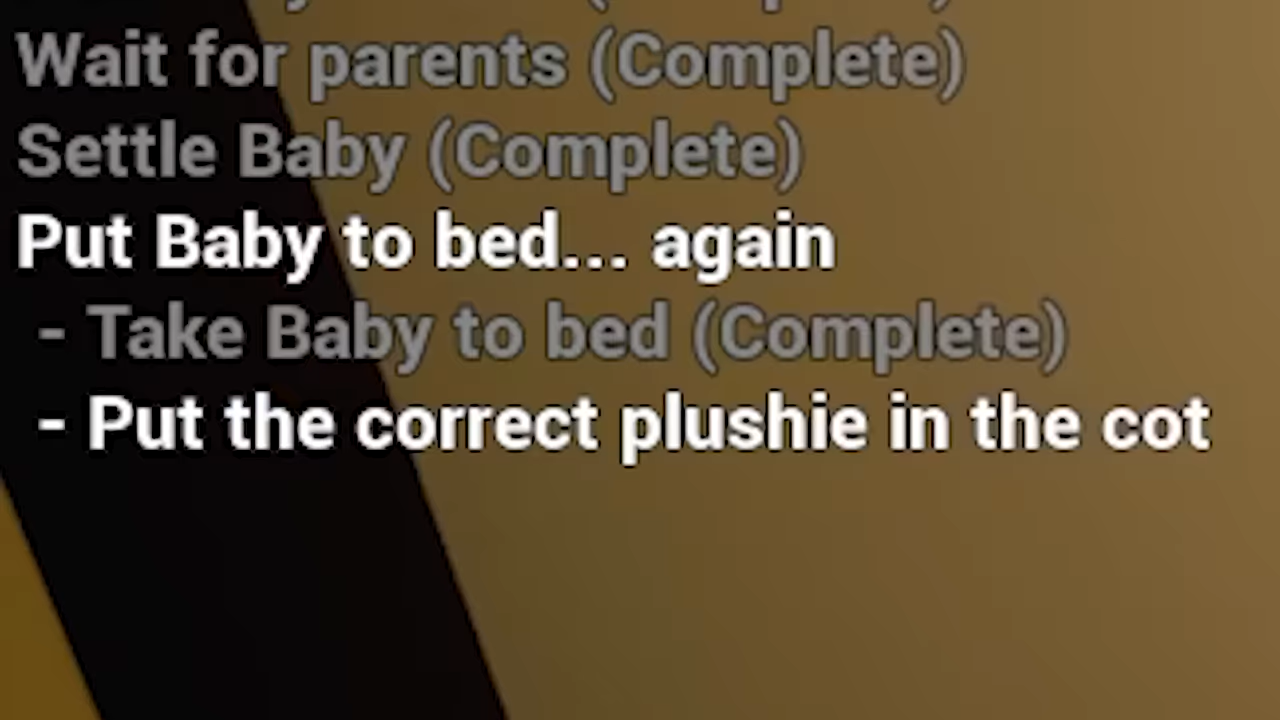 Wait for parents (Complete)
Settle Baby (Complete)
Put Baby to bed... again
- Take Baby to bed (Complete)
- Put the correct plushie in the cot